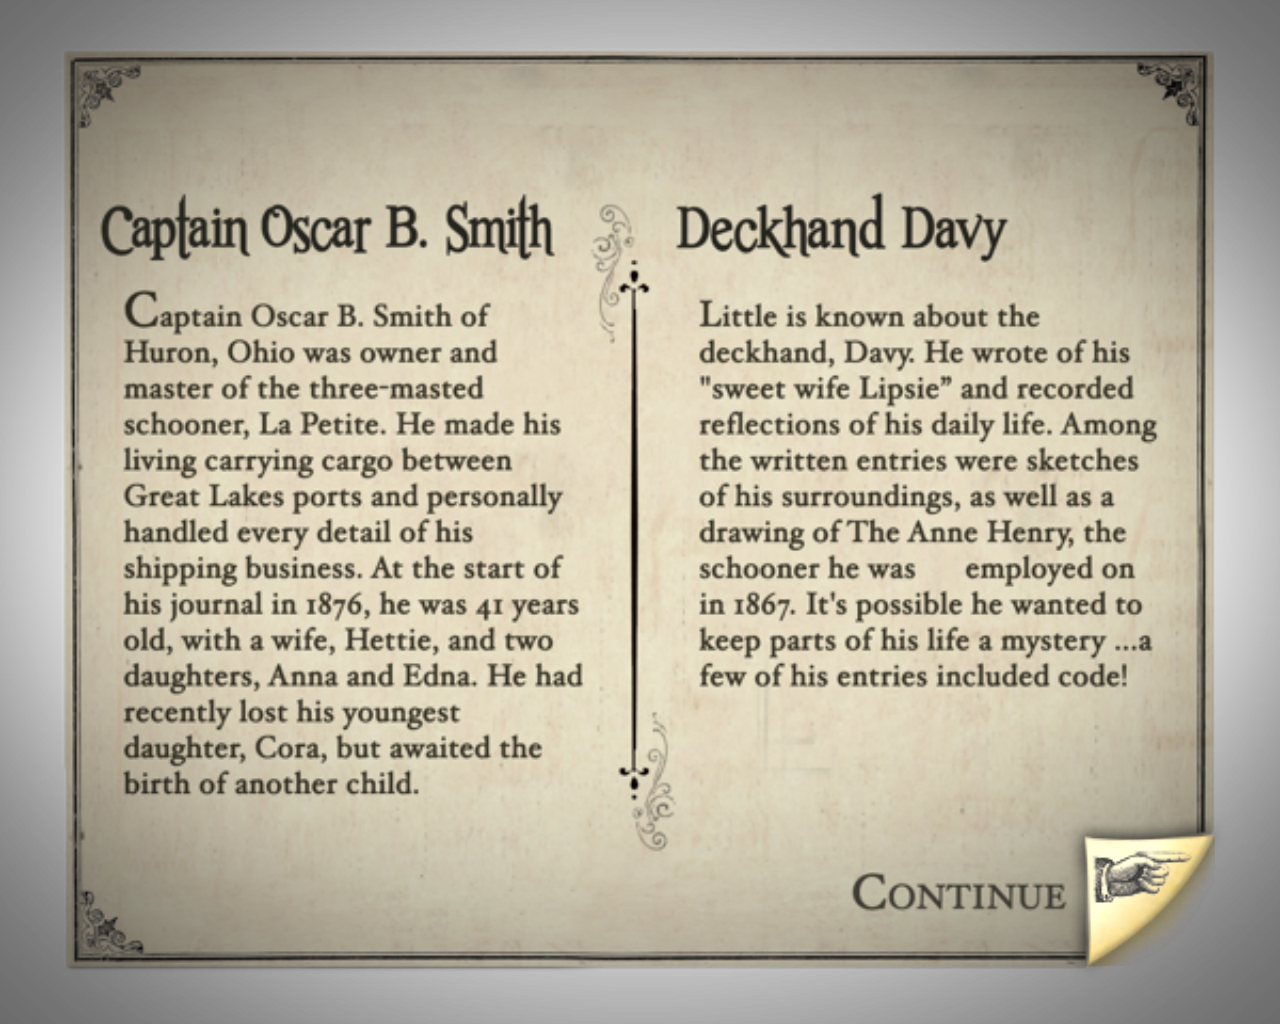 Captain Oscar B. Smith
Captain Oscar B. Smith of
Huron, Ohio was owner and
master of the three-masted
schooner, La Petite. He made his
living carrying cargo between
Great Lakes ports and personally
handled every detail of his
shipping business. At the start of
his journal in 1876, he was 41 years
old, with a wife, Hettie, and two
daughters, Anna and Edna. He had
recently lost his youngest
daughter, Cora, but awaited the
birth of another child.
Deckhand Davy
Little is known about the
deckhand, Davy. He wrote of his
"sweet wife Lipsie” and recorded
reflections of his daily life. Among
the written entries were sketches
of his surroundings, as well as a
drawing of The Anne Henry, the
schooner he was employed on
in 1867. It's possible he wanted to
keep parts of his life a mystery ...a
few of his entries included code!
CONTINUE